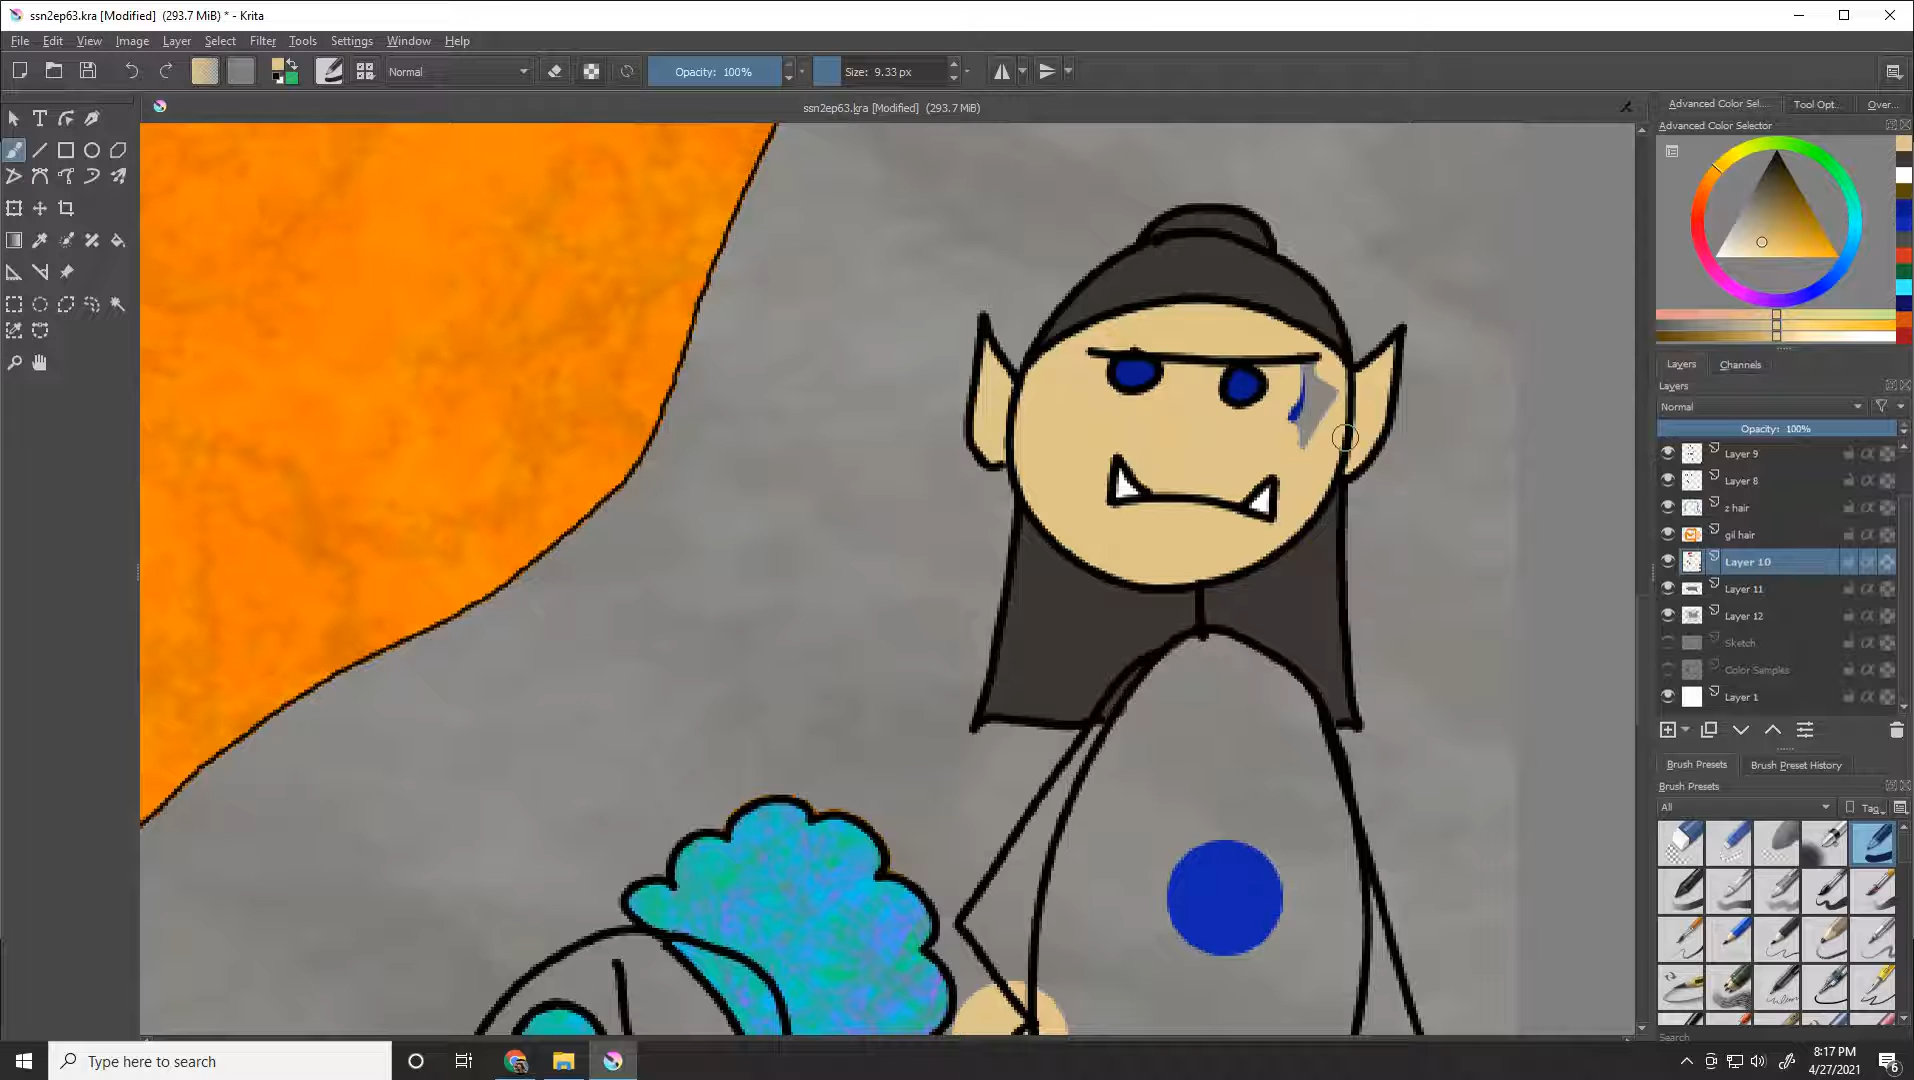 ssn2ep63.kra [Modified]  (293.7 MiB) * - Krita
File Edit View Image Layer Select Filter Tools Settings Window Help
Normal Opacity: 100% Size: 9.33 px
ssn2ep63.kra [Modified]  (293.7 MiB)
Advanced Color Sel... Tool Opt... Over...
Advanced Color Selector
Layers Channels
Layers
Normal
Opacity: 100%
Layer 9
Layer 8
z hair
gil hair
Layer 10
Layer 11
Layer 12
Sketch
Color Samples
Layer 1
Brush Presets Brush Preset History
Brush Presets
All Tag
Search
Type here to search
8:17 PM
4/27/2021
6